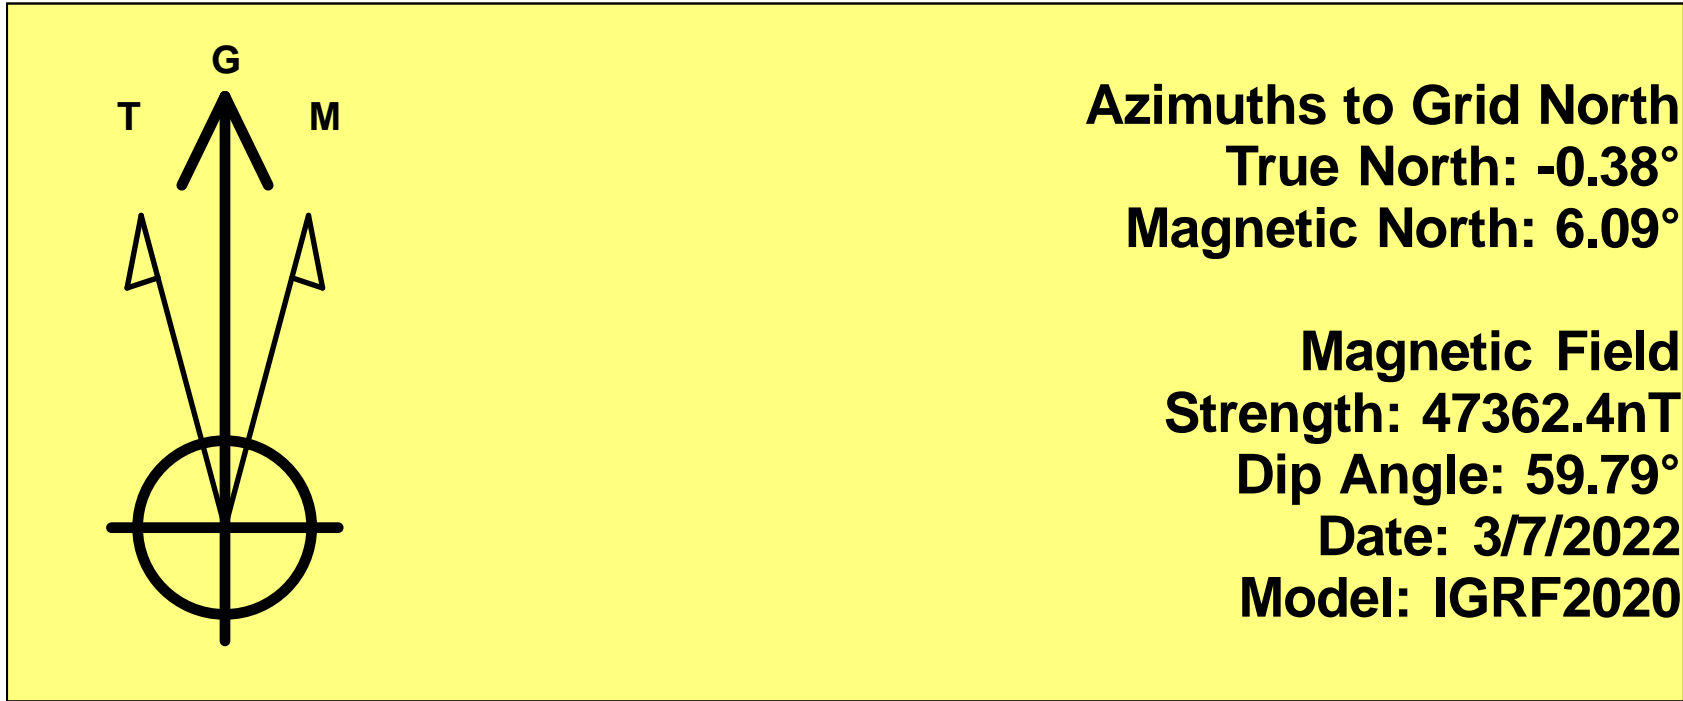 G
T M
Azimuths to Grid North
True North: -0.38°
Magnetic North: 6.09°
Magnetic Field
Strength: 47362.4nT
Dip Angle: 59.79°
Date: 3/7/2022
Model: IGRF2020